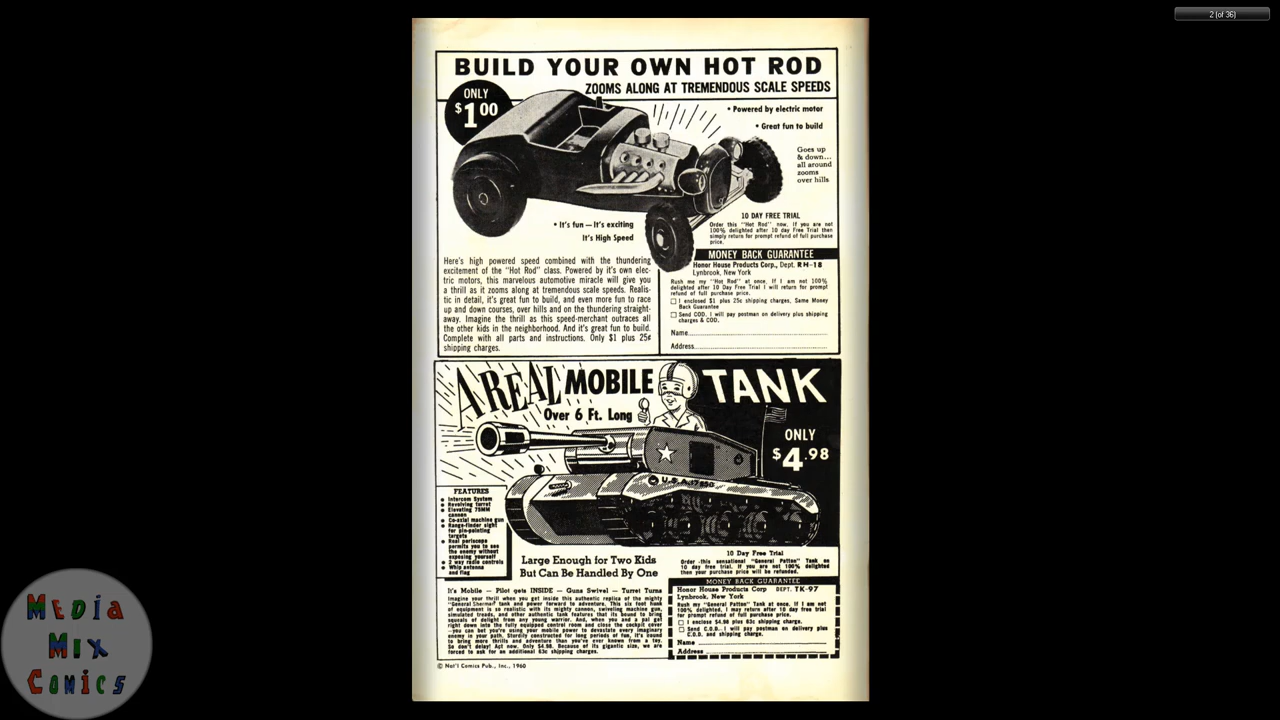 2 (of 36)
BUILD YOUR OWN HOT ROD
ZOOMS ALONG AT TREMENDOUS SCALE SPEEDS
ONLY
$1.00
• Powered by electric motor
• Great fun to build
Goes up
& down...
all around
zooms
over hills
• It's fun — It's exciting
It's High Speed
10 DAY FREE TRIAL
Order this "Hot Rod" now. If you are not
100% delighted after 10 day Free Trial then
simply return for prompt refund of full purchase
price.
Here's high powered speed combined with the thundering
excitement of the "Hot Rod" class. Powered by it's own elec-
tric motors, this marvelous automotive miracle will give you
a thrill as it zooms along at tremendous scale speeds. Realis-
tic in detail, it's great fun to build, and even more fun to race
up and down courses, over hills and on the thundering straight-
away. Imagine the thrill as this speed-merchant outraces all
the other kids in the neighborhood. And it's great fun to build.
Complete with all parts and instructions. Only $1 plus 25¢
shipping charges.
MONEY BACK GUARANTEE
Honor House Products Corp., Dept. RH-18
Lynbrook, New York
Rush me my "Hot Rod" at once. If I am not 100%
delighted after 10 Day Free Trial I will return for prompt
refund of full purchase price.
I enclosed $1 plus 25c shipping charges, Same Money
Back Guarantee
Send COD. I will pay postman on delivery plus shipping
charges & COD.
Name
Address
A REAL MOBILE TANK
Over 6 Ft. Long
ONLY
$4.98
U.S.A. 17650
FEATURES
Intercom System
Revolving turret
Elevating 75MM
cannon
Co-axial machine gun
Range-finder sight
for pin-pointing
targets
Real periscope
permits you to see
the enemy without
exposing yourself
2 way radio controls
Whip antenna
and flag
Large Enough for Two Kids
But Can Be Handled By One
10 Day Free Trial
Order this sensational "General Patton" Tank on
10 day free trial. If you are not 100% delighted
then your purchase price will be refunded.
It's Mobile — Pilot gets INSIDE — Guns Swivel — Turret Turns
Imagine your thrill when you get inside this authentic replica of the mighty
"General Sherman" tank and power forward to adventure. This six foot hunk
of equipment is so realistic with its mighty cannon, swiveling machine gun,
simulated treads, and other authentic tank features that its bound to bring
squeals of delight from any young warrior. And, when you and a pal get
right down into the fully equipped control room and close the cockpit cover
—you can bet you're using your mobile power to devastate every imaginary
enemy in your path. Sturdily constructed for long periods of fun, it's bound
to bring more thrills and adventure than you've ever known from a toy.
So don't delay! Act now. Only $4.98. Because of its gigantic size, we are
forced to ask for an additional 63c shipping charges.
MONEY BACK GUARANTEE
Honor House Products Corp DEPT. TK-97
Lynbrook, New York
Rush my "General Patton" Tank at once. If I am not
100% delighted, I may return after 10 day free trial
for prompt refund of full purchase price.
I enclose $4.98 plus 63c shipping charge.
Send C.O.D. I will pay postman on delivery plus
C.O.D. and shipping charge.
Name
Address
© Nat'l Comics Pub., Inc., 1960
MEDIA
MIX
COMICS